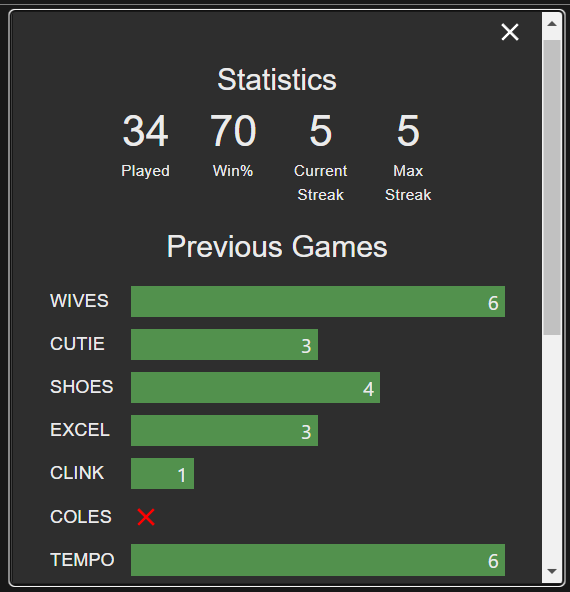 Statistics
34 70 5 5
Played Win% Current Streak Max Streak
Previous Games
WIVES 6
CUTIE 3
SHOES 4
EXCEL 3
CLINK 1
COLES
TEMPO 6